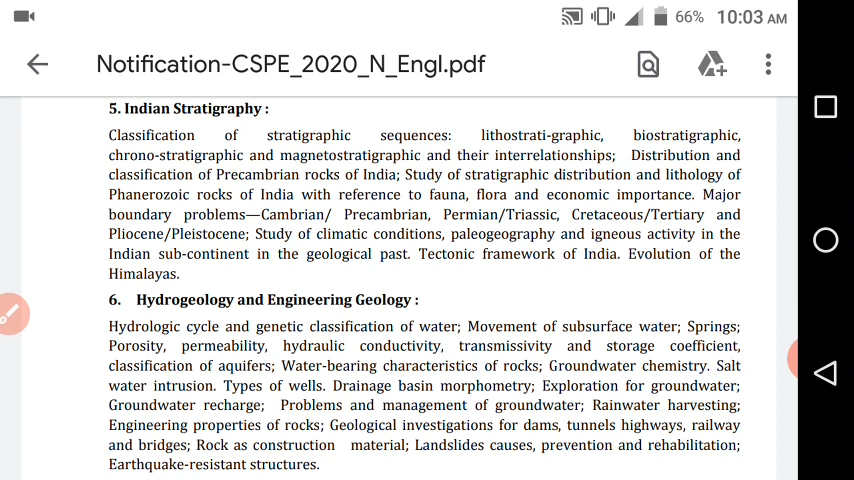 66% 10:03 AM
Notification-CSPE_2020_N_Engl.pdf
5. Indian Stratigraphy :
Classification of stratigraphic sequences: lithostrati-graphic, biostratigraphic,
chrono-stratigraphic and magnetostratigraphic and their interrelationships; Distribution and
classification of Precambrian rocks of India; Study of stratigraphic distribution and lithology of
Phanerozoic rocks of India with reference to fauna, flora and economic importance. Major
boundary problems—Cambrian/ Precambrian, Permian/Triassic, Cretaceous/Tertiary and
Pliocene/Pleistocene; Study of climatic conditions, paleogeography and igneous activity in the
Indian sub-continent in the geological past. Tectonic framework of India. Evolution of the
Himalayas.
6. Hydrogeology and Engineering Geology :
Hydrologic cycle and genetic classification of water; Movement of subsurface water; Springs;
Porosity, permeability, hydraulic conductivity, transmissivity and storage coefficient,
classification of aquifers; Water-bearing characteristics of rocks; Groundwater chemistry. Salt
water intrusion. Types of wells. Drainage basin morphometry; Exploration for groundwater;
Groundwater recharge; Problems and management of groundwater; Rainwater harvesting;
Engineering properties of rocks; Geological investigations for dams, tunnels highways, railway
and bridges; Rock as construction material; Landslides causes, prevention and rehabilitation;
Earthquake-resistant structures.